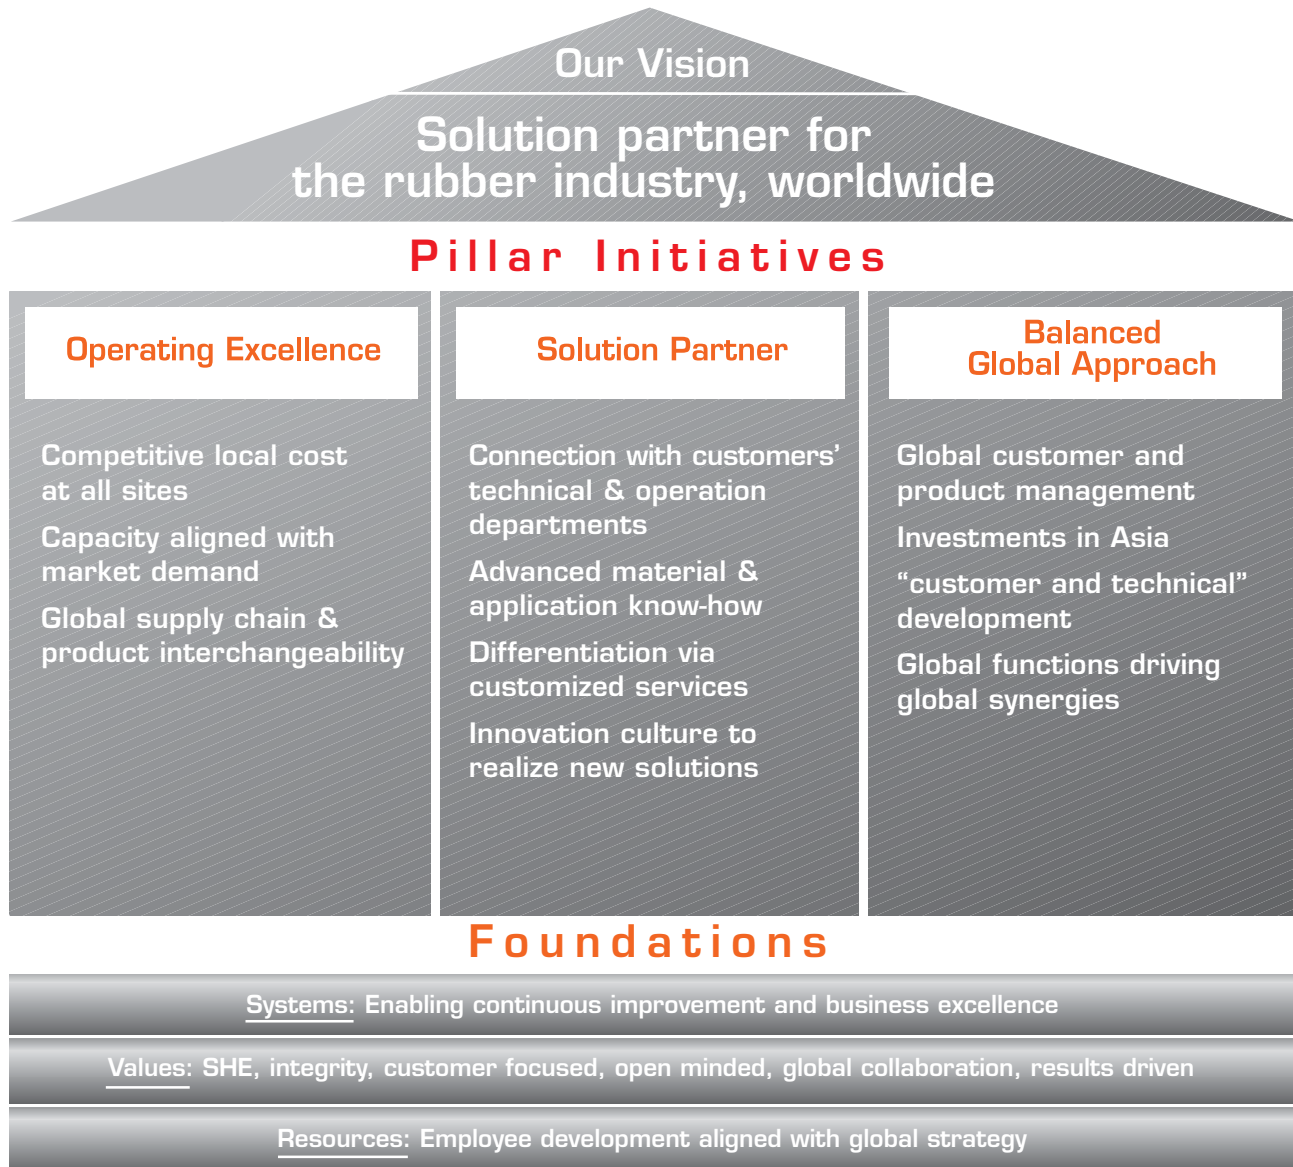 Our Vision
Solution partner for
the rubber industry, worldwide
Pillar Initiatives
Operating Excellence
Competitive local cost
at all sites
Capacity aligned with
market demand
Global supply chain &
product interchangeability
Solution Partner
Connection with customers’
technical & operation
departments
Advanced material &
application know-how
Differentiation via
customized services
Innovation culture to
realize new solutions
Balanced
Global Approach
Global customer and
product management
Investments in Asia
“customer and technical”
development
Global functions driving
global synergies
Foundations
Systems: Enabling continuous improvement and business excellence
Values: SHE, integrity, customer focused, open minded, global collaboration, results driven
Resources: Employee development aligned with global strategy